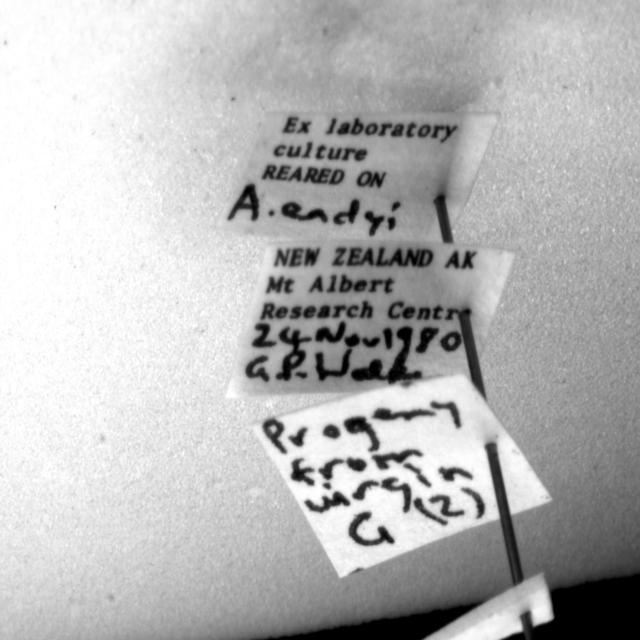 Ex laboratory
culture
REARED ON
A. endyi
NEW ZEALAND AK
Mt Albert
Research Centre
24 Nov 1980
G.P. Walker
Progeny
from
virgin
G (2)